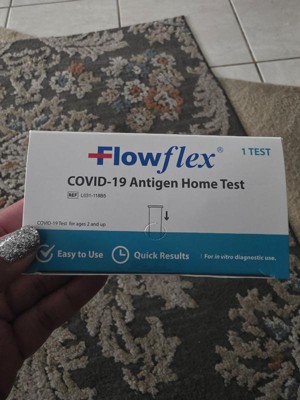 Flowflex®
1 TEST
COVID-19 Antigen Home Test
REF L031-118B5
COVID-19 Test for ages 2 and up
Easy to Use
Quick Results
For in vitro diagnostic use.